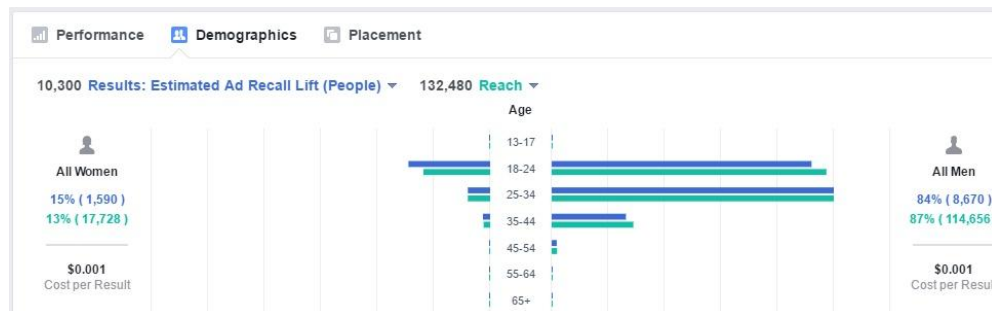 Performance Demographics Placement
10,300 Results: Estimated Ad Recall Lift (People) 132,480 Reach
Age
13-17
18-24
25-34
35-44
45-54
55-64
65+
All Women
15% ( 1,590 )
13% ( 17,728 )
$0.001
Cost per Result
All Men
84% ( 8,670 )
87% ( 114,656
$0.001
Cost per Resul